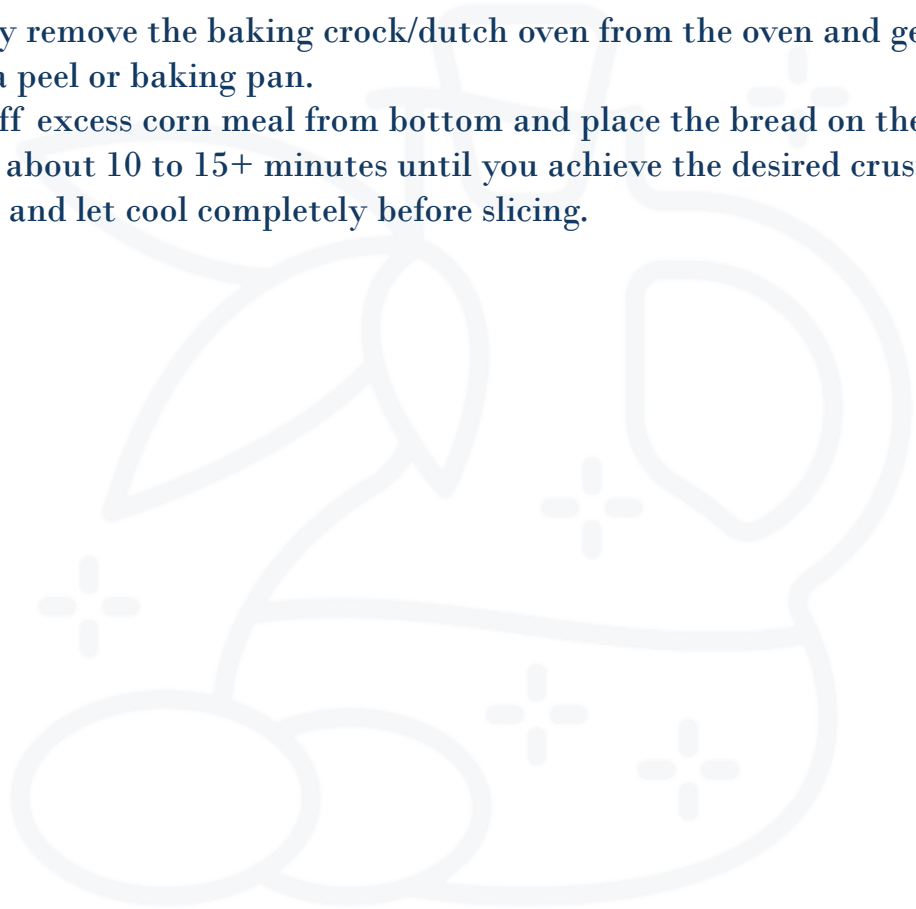 y remove the baking crock/dutch oven from the oven and ge
a peel or baking pan.
ff excess corn meal from bottom and place the bread on the
about 10 to 15+ minutes until you achieve the desired crus
and let cool completely before slicing.